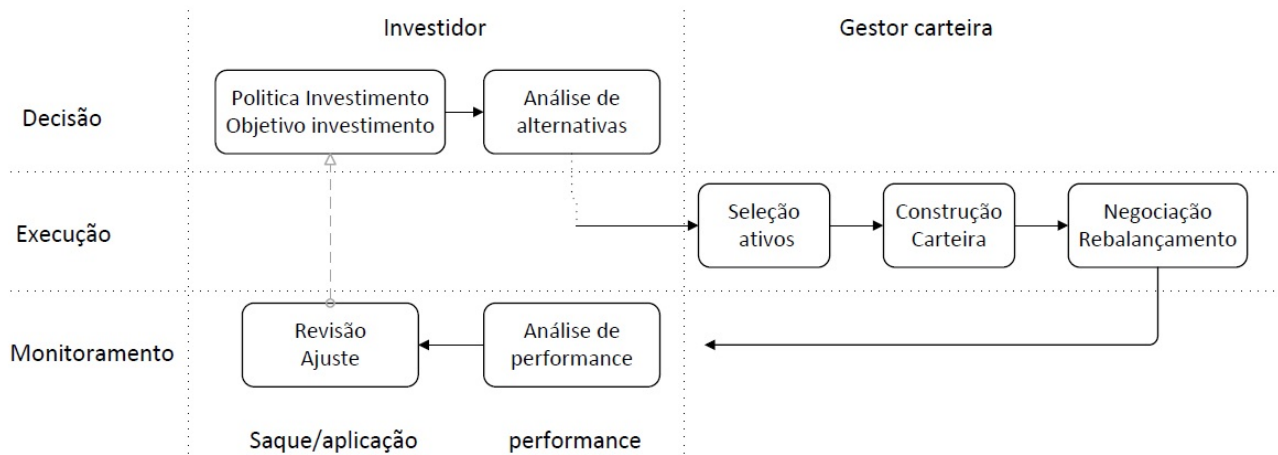 Investidor
Gestor carteira
Decisão
Politica Investimento
Objetivo investimento
Análise de
alternativas
Execução
Seleção
ativos
Construção
Carteira
Negociação
Rebalançamento
Monitoramento
Revisão
Ajuste
Análise de
performance
Saque/aplicação
performance